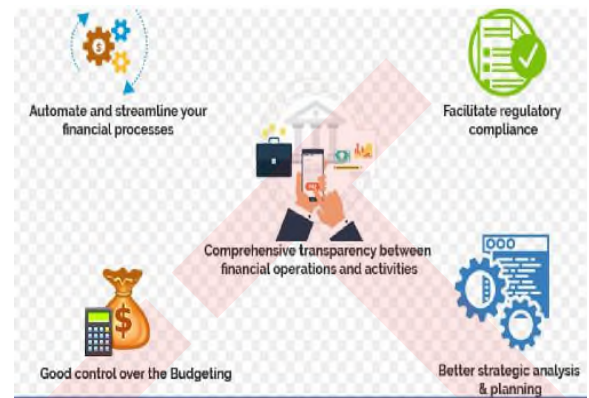 Automate and streamline your
financial processes
Facilitate regulatory
compliance
Comprehensive transparency between
financial operations and activities
Good control over the Budgeting
Better strategic analysis
& planning